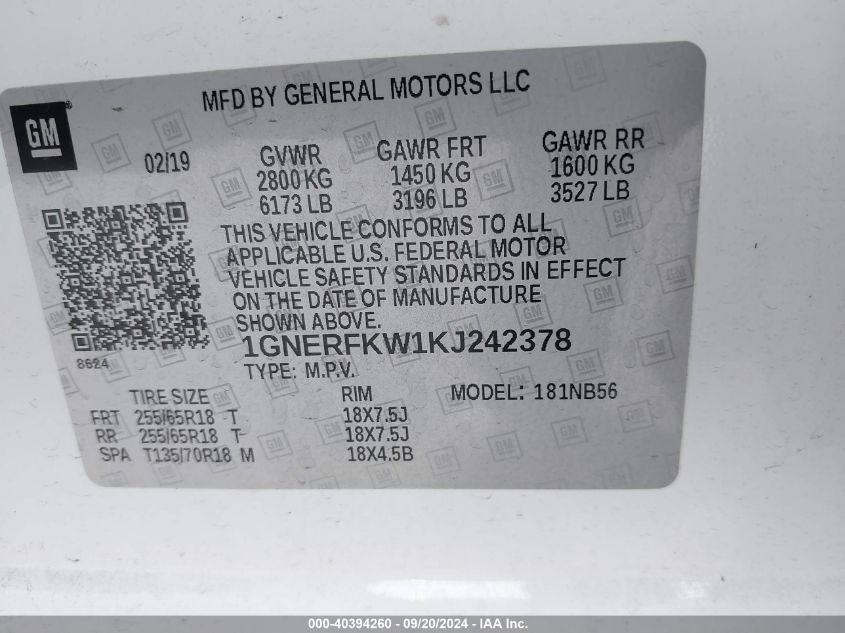 MFD BY GENERAL MOTORS LLC
GM®
02/19
GVWR GAWR FRT GAWR RR
2800 KG 1450 KG 1600 KG
6173 LB 3196 LB 3527 LB
THIS VEHICLE CONFORMS TO ALL
APPLICABLE U.S. FEDERAL MOTOR
VEHICLE SAFETY STANDARDS IN EFFECT
ON THE DATE OF MANUFACTURE
SHOWN ABOVE.
1GNERFKW1KJ242378
8624
TYPE: M.P.V.
TIRE SIZE RIM MODEL: 181NB56
FRT 255/65R18 T 18X7.5J
RR 255/65R18 T 18X7.5J
SPA T135/70R18 M 18X4.5B
000-40394260 - 09/20/2024 - IAA Inc.